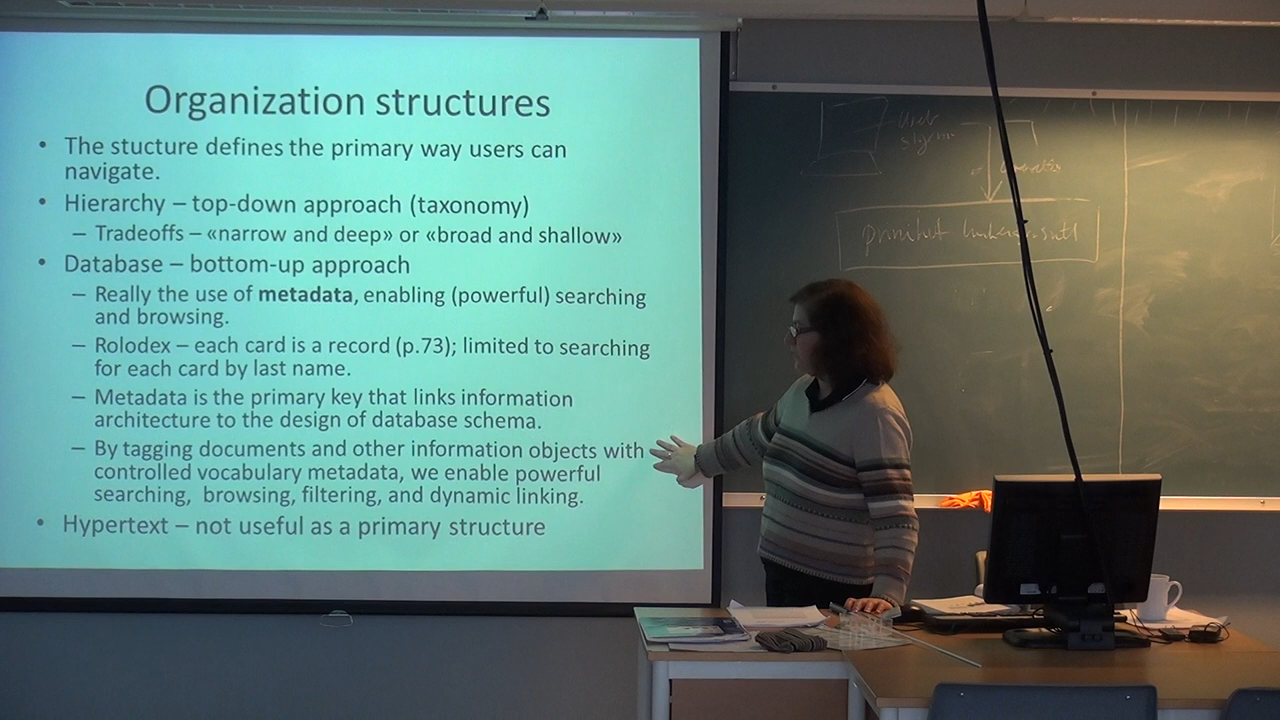 Organization structures
• The stucture defines the primary way users can
navigate.
• Hierarchy – top-down approach (taxonomy)
– Tradeoffs – «narrow and deep» or «broad and shallow»
• Database – bottom-up approach
– Really the use of metadata, enabling (powerful) searching
and browsing.
– Rolodex – each card is a record (p.73); limited to searching
for each card by last name.
– Metadata is the primary key that links information
architecture to the design of database schema.
– By tagging documents and other information objects with
controlled vocabulary metadata, we enable powerful
searching, browsing, filtering, and dynamic linking.
• Hypertext – not useful as a primary structure